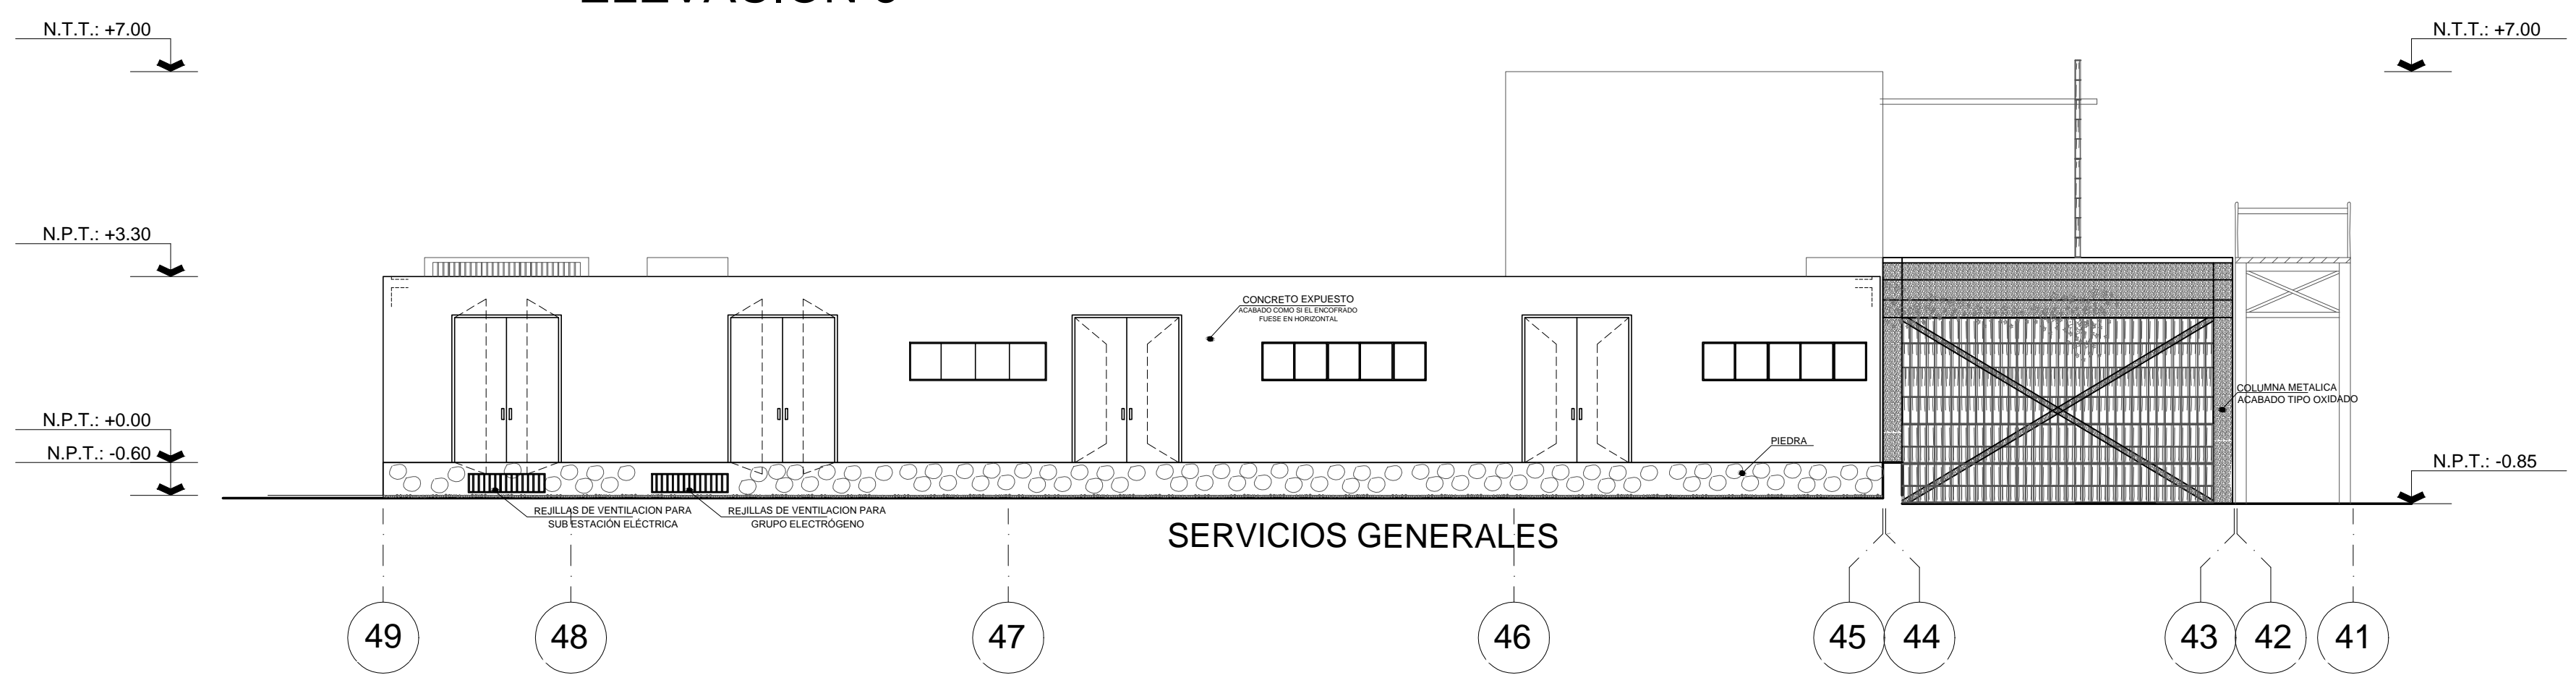 N.T.T.: +7.00
N.T.T.: +7.00
N.P.T.: +3.30
CONCRETO EXPUESTO
ACABADO COMO SI EL ENCOFRADO
FUESE EN HORIZONTAL
COLUMNA METALICA
ACABADO TIPO OXIDADO
N.P.T.: +0.00
N.P.T.: -0.60
PIEDRA
N.P.T.: -0.85
REJILLAS DE VENTILACION PARA
SUB ESTACIÓN ELÉCTRICA
REJILLAS DE VENTILACION PARA
GRUPO ELECTRÓGENO
SERVICIOS GENERALES
49
48
47
46
45
44
43
42
41